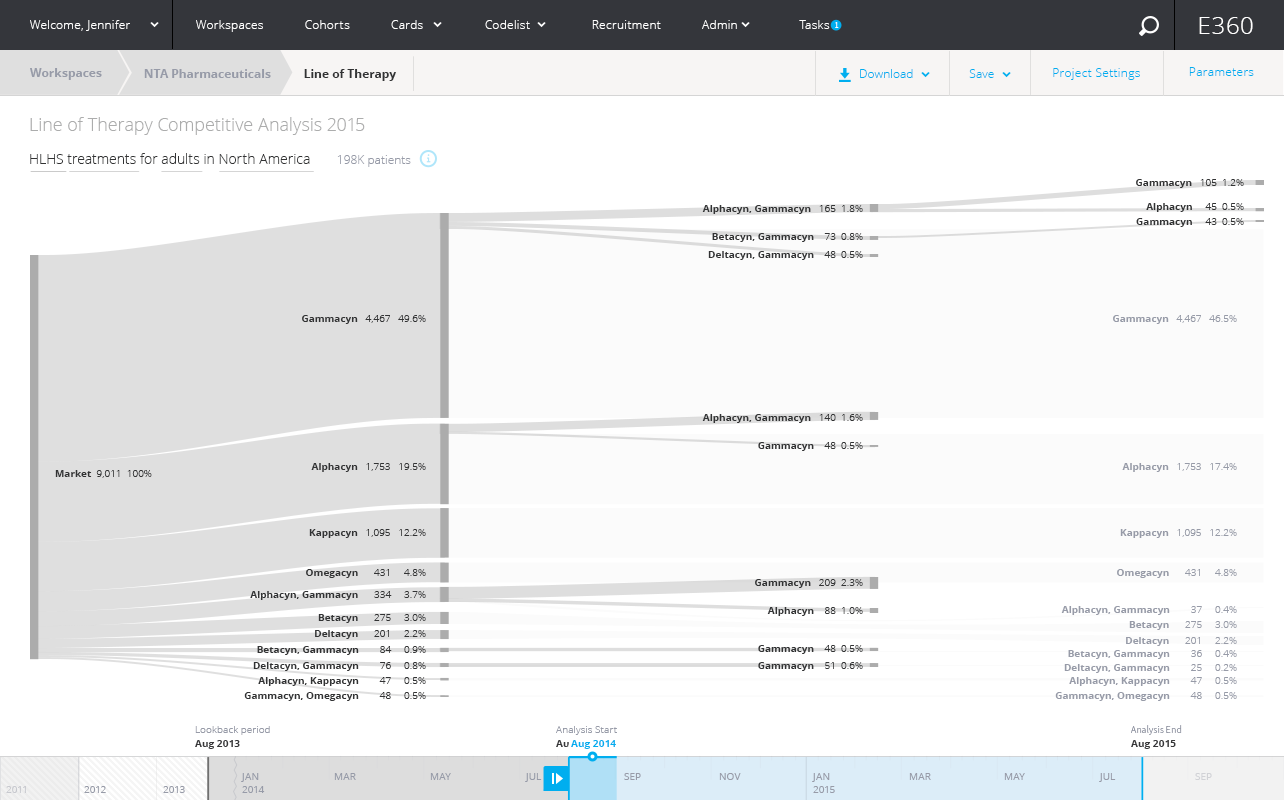 Welcome, Jennifer Workspaces Cohorts Cards Codelist Recruitment Admin Tasks 1 E360
Workspaces NTA Pharmaceuticals Line of Therapy Download Save Project Settings Parameters
Line of Therapy Competitive Analysis 2015
HLHS treatments for adults in North America 198K patients i
Gammacyn 105 1.2%
Alphacyn, Gammacyn 165 1.8% Alphacyn 45 0.5%
Gammacyn 43 0.5%
Betacyn, Gammacyn 73 0.8%
Deltacyn, Gammacyn 48 0.5%
Gammacyn 4,467 49.6% Gammacyn 4,467 46.5%
Alphacyn, Gammacyn 140 1.6%
Gammacyn 48 0.5%
Market 9,011 100% Alphacyn 1,753 19.5% Alphacyn 1,753 17.4%
Kappacyn 1,095 12.2% Kappacyn 1,095 12.2%
Omegacyn 431 4.8% Omegacyn 431 4.8%
Gammacyn 209 2.3%
Alphacyn, Gammacyn 334 3.7%
Alphacyn 88 1.0% Alphacyn, Gammacyn 37 0.4%
Betacyn 275 3.0% Betacyn 275 3.0%
Deltacyn 201 2.2% Deltacyn 201 2.2%
Betacyn, Gammacyn 84 0.9% Gammacyn 48 0.5% Betacyn, Gammacyn 36 0.4%
Deltacyn, Gammacyn 76 0.8% Gammacyn 51 0.6% Deltacyn, Gammacyn 25 0.2%
Alphacyn, Kappacyn 47 0.5% Alphacyn, Kappacyn 47 0.5%
Gammacyn, Omegacyn 48 0.5% Gammacyn, Omegacyn 48 0.5%
Lookback period Analysis Start Analysis End
Aug 2013 Au Aug 2014 Aug 2015
JAN MAR MAY JUL SEP NOV JAN MAR MAY JUL SEP
2011 2012 2013 2014 2015